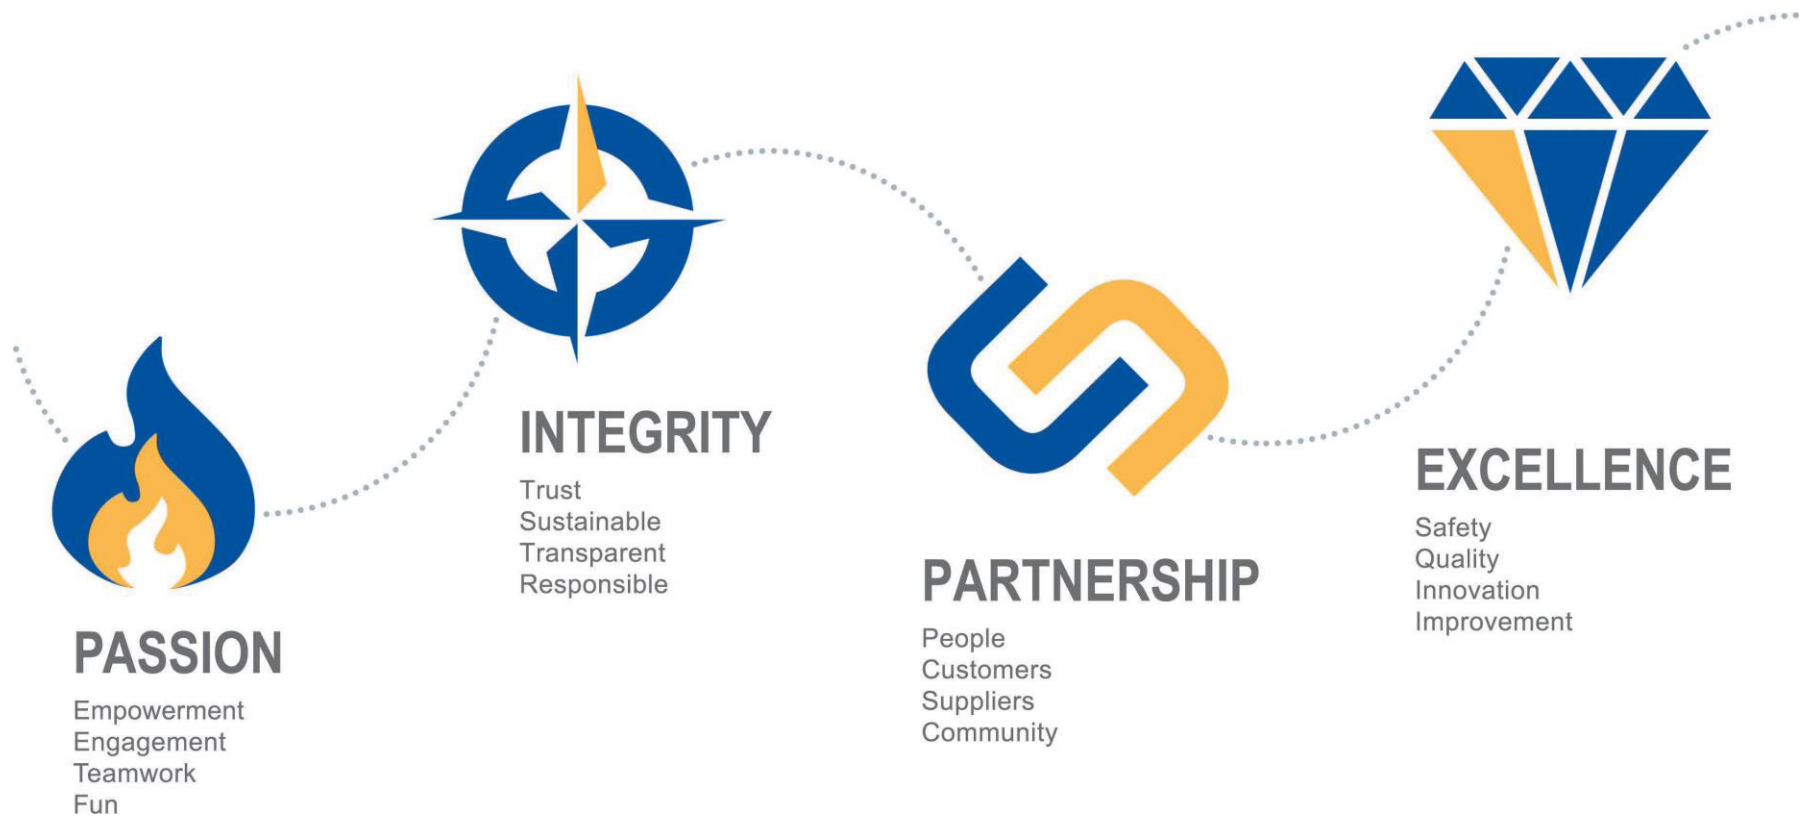 PASSION
Empowerment
Engagement
Teamwork
Fun
INTEGRITY
Trust
Sustainable
Transparent
Responsible
PARTNERSHIP
People
Customers
Suppliers
Community
EXCELLENCE
Safety
Quality
Innovation
Improvement